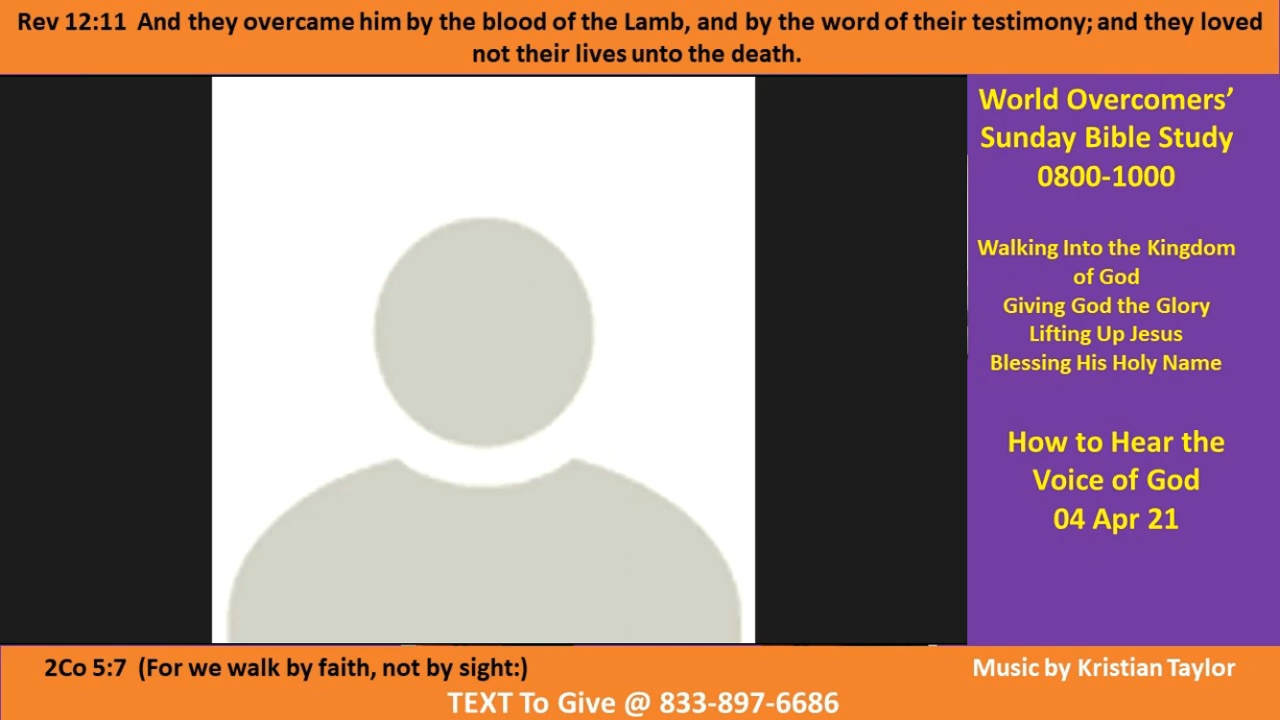 Rev 12:11 And they overcame him by the blood of the Lamb, and by the word of their testimony; and they loved
not their lives unto the death.
World Overcomers’
Sunday Bible Study
0800-1000
Walking Into the Kingdom
of God
Giving God the Glory
Lifting Up Jesus
Blessing His Holy Name
How to Hear the
Voice of God
04 Apr 21
2Co 5:7 (For we walk by faith, not by sight:)
Music by Kristian Taylor
TEXT To Give @ 833-897-6686